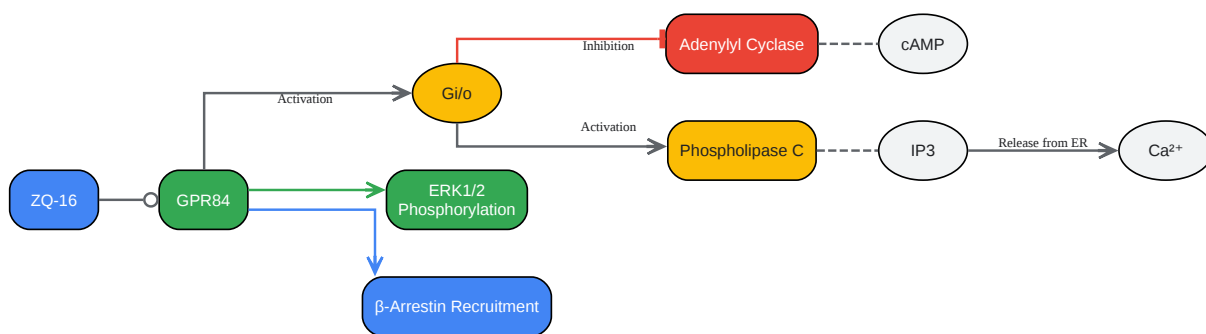 Adenylyl Cyclase
cAMP
Inhibition
Gi/o
Activation
Activation
Phospholipase C
IP3
Release from ER
Ca²⁺
ZQ-16
GPR84
ERK1/2
Phosphorylation
β-Arrestin Recruitment